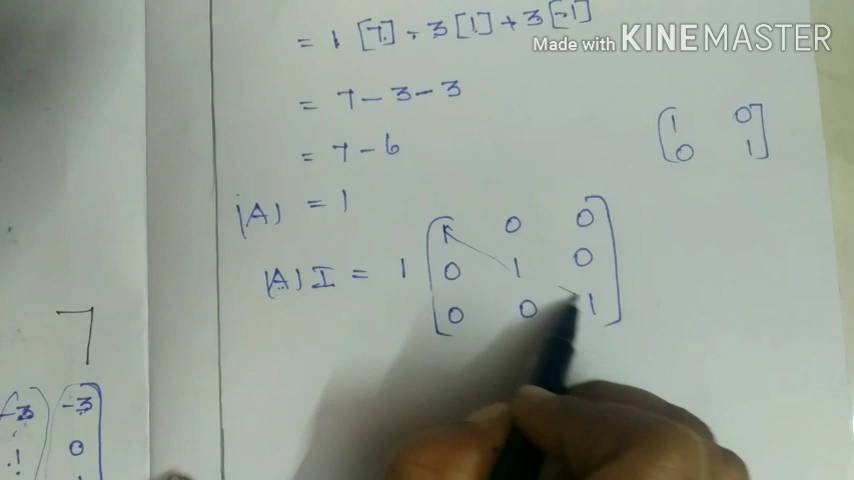 = 1 [7] - 3[1] + 3[-1]
Made with KINEMASTER
= 7 - 3 - 3
= 7 - 6
[1 0
0 1]
|A| = 1
|A| I = 1 [1 0 0
0 1 0
0 0 1]
-3 -3
-1 0